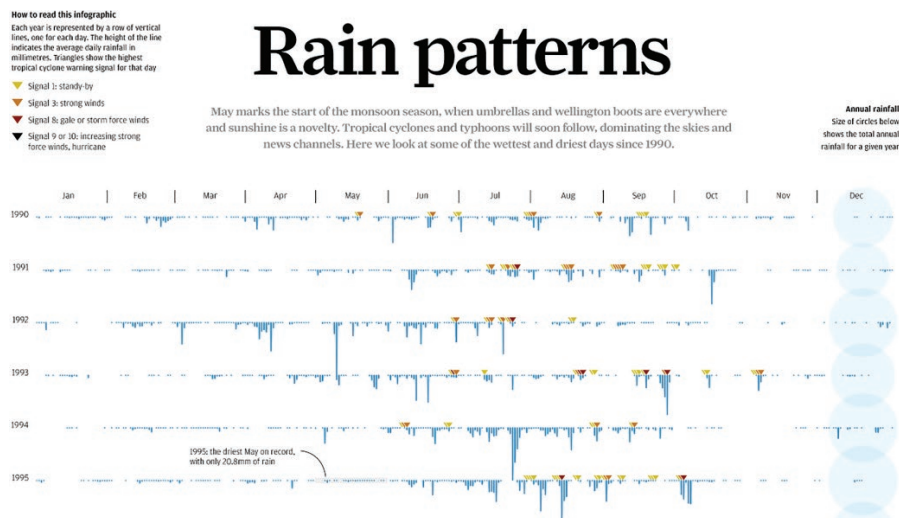 How to read this infographic
Each year is represented by a row of vertical
lines, one for each day. The height of the line
indicates the average daily rainfall in
millimetres. Triangles show the highest
tropical cyclone warning signal for that day
Signal 1: standy-by
Signal 3: strong winds
Signal 8: gale or storm force winds
Signal 9 or 10: increasing strong
force winds, hurricane
Rain patterns
May marks the start of the monsoon season, when umbrellas and wellington boots are everywhere
and sunshine is a novelty. Tropical cyclones and typhoons will soon follow, dominating the skies and
news channels. Here we look at some of the wettest and driest days since 1990.
Annual rainfall
Size of circles below
shows the total annual
rainfall for a given year
Jan Feb Mar Apr May Jun Jul Aug Sep Oct Nov Dec
1990
1991
1992
1993
1994
1995: the driest May on record,
with only 20.8mm of rain
1995